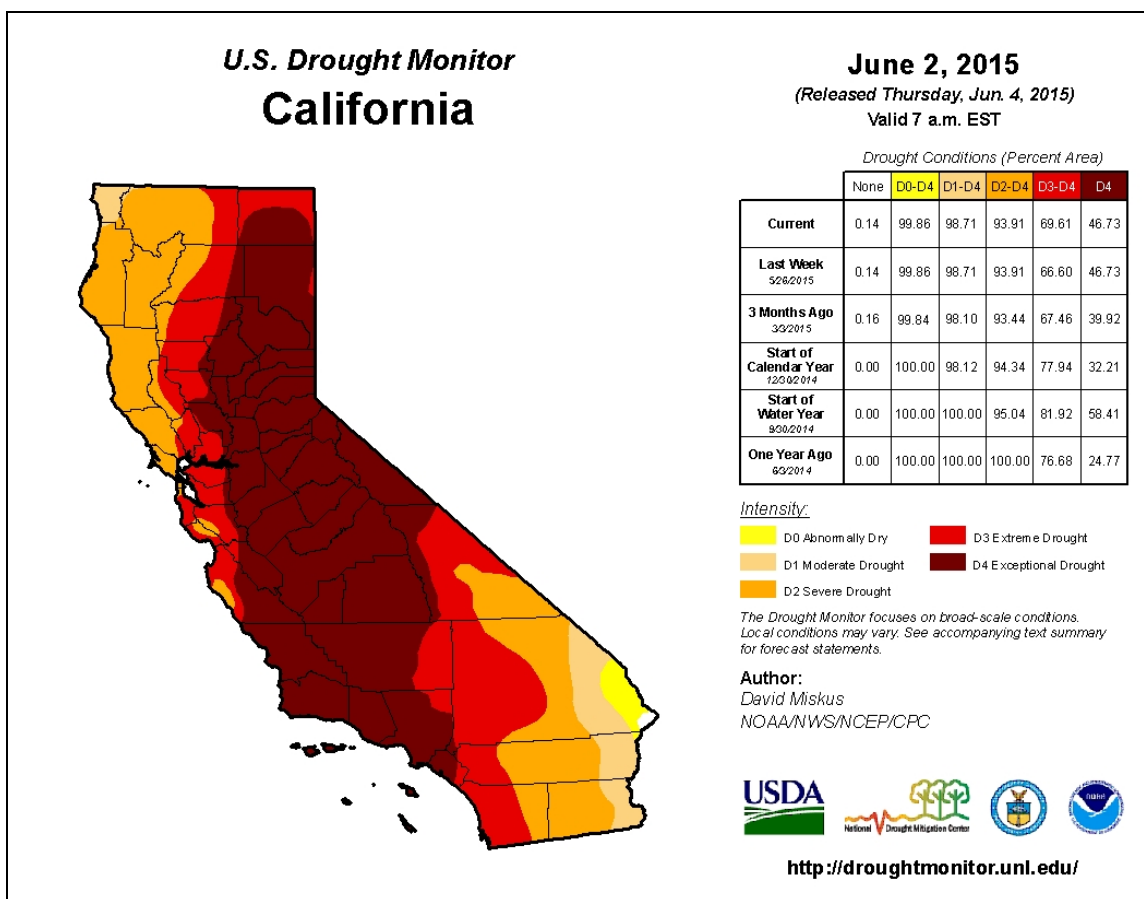 U.S. Drought Monitor
California
June 2, 2015
(Released Thursday, Jun. 4, 2015)
Valid 7 a.m. EST
Drought Conditions (Percent Area)
None D0-D4 D1-D4 D2-D4 D3-D4 D4
Current 0.14 99.86 98.71 93.91 69.61 46.73
Last Week
5/26/2015 0.14 99.86 98.71 93.91 66.60 46.73
3 Months Ago
3/3/2015 0.16 99.84 98.10 93.44 67.46 39.92
Start of
Calendar Year
12/30/2014 0.00 100.00 98.12 94.34 77.94 32.21
Start of
Water Year
9/30/2014 0.00 100.00 100.00 95.04 81.92 58.41
One Year Ago
6/3/2014 0.00 100.00 100.00 100.00 76.68 24.77
Intensity:
D0 Abnormally Dry
D1 Moderate Drought
D2 Severe Drought
D3 Extreme Drought
D4 Exceptional Drought
The Drought Monitor focuses on broad-scale conditions.
Local conditions may vary. See accompanying text summary
for forecast statements.
Author:
David Miskus
NOAA/NWS/NCEP/CPC
USDA
National Drought Mitigation Center
http://droughtmonitor.unl.edu/